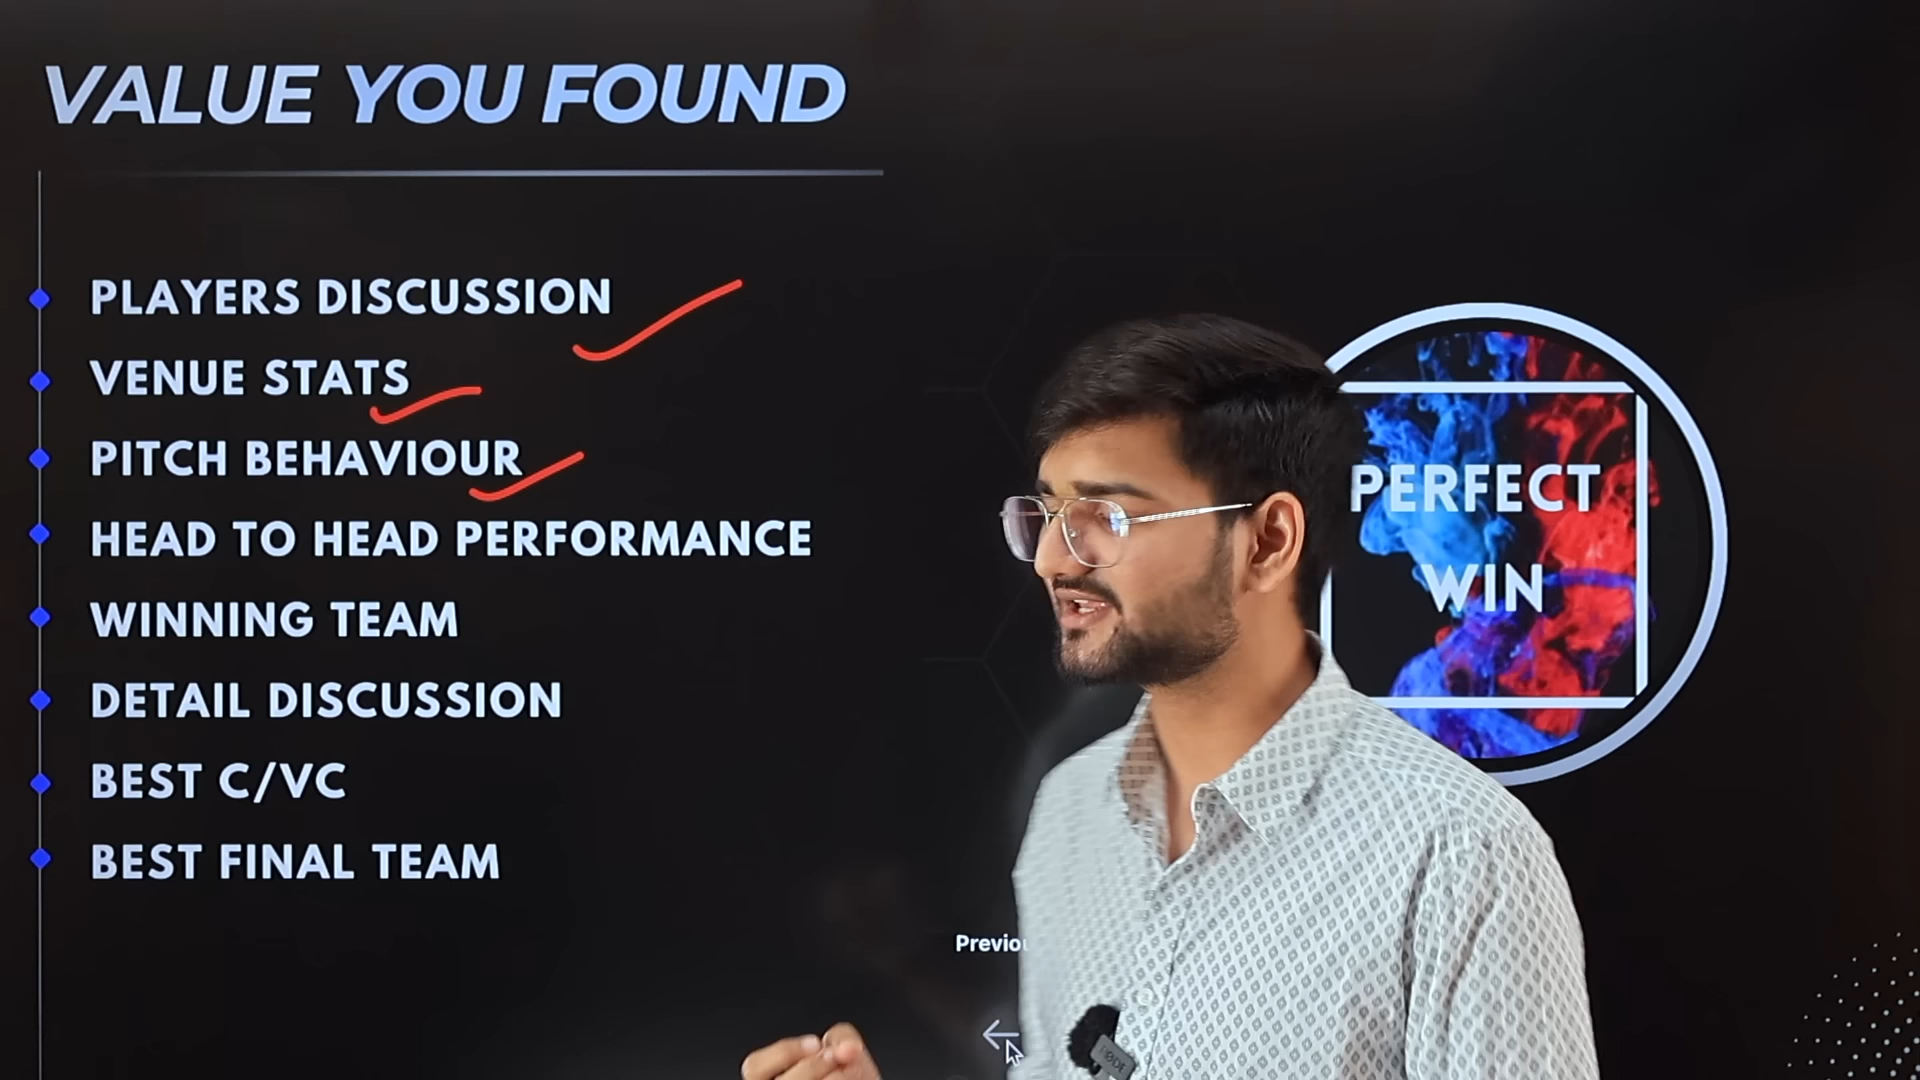 VALUE YOU FOUND
PLAYERS DISCUSSION
VENUE STATS
PITCH BEHAVIOUR
HEAD TO HEAD PERFORMANCE
WINNING TEAM
DETAIL DISCUSSION
BEST C/VC
BEST FINAL TEAM
PERFECT
WIN